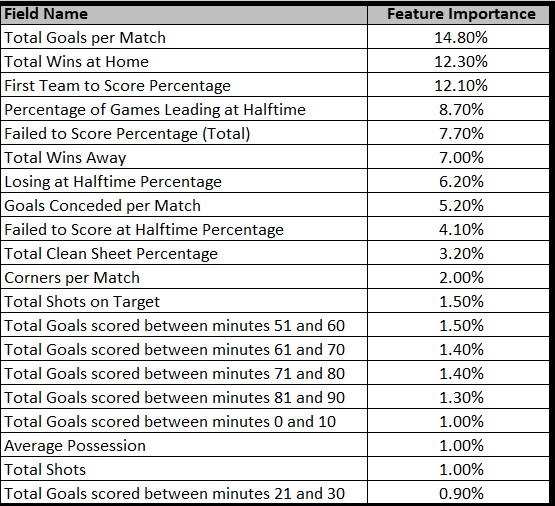 Field Name Feature Importance
Total Goals per Match 14.80%
Total Wins at Home 12.30%
First Team to Score Percentage 12.10%
Percentage of Games Leading at Halftime 8.70%
Failed to Score Percentage (Total) 7.70%
Total Wins Away 7.00%
Losing at Halftime Percentage 6.20%
Goals Conceded per Match 5.20%
Failed to Score at Halftime Percentage 4.10%
Total Clean Sheet Percentage 3.20%
Corners per Match 2.00%
Total Shots on Target 1.50%
Total Goals scored between minutes 51 and 60 1.50%
Total Goals scored between minutes 61 and 70 1.40%
Total Goals scored between minutes 71 and 80 1.40%
Total Goals scored between minutes 81 and 90 1.30%
Total Goals scored between minutes 0 and 10 1.00%
Average Possession 1.00%
Total Shots 1.00%
Total Goals scored between minutes 21 and 30 0.90%